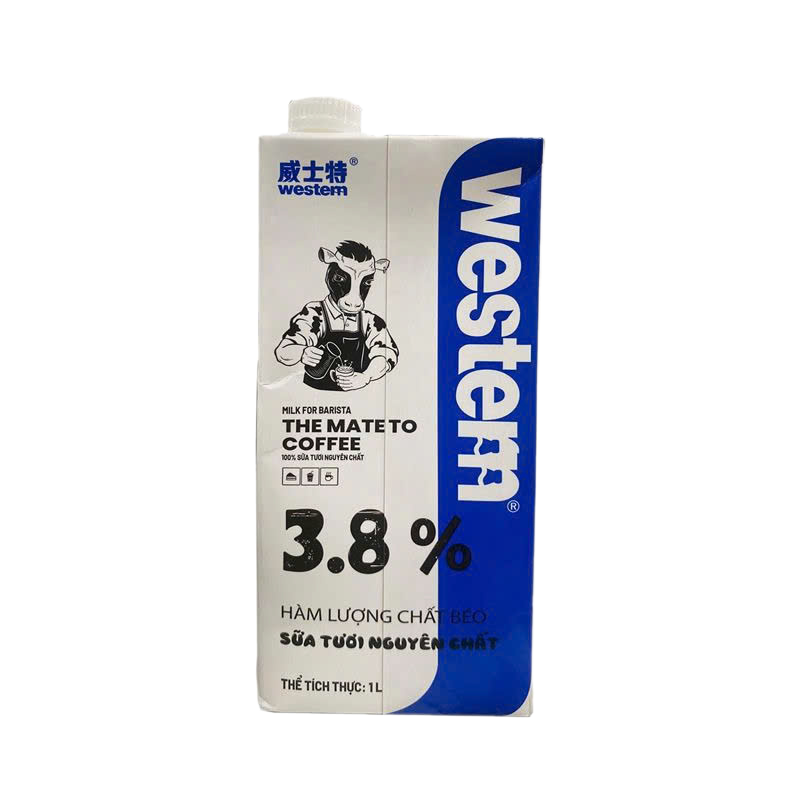 威士特®
western
MILK FOR BARISTA
THE MATE TO
COFFEE
100% SỮA TƯƠI NGUYÊN CHẤT
3.8 %
HÀM LƯỢNG CHẤT BÉO
SỮA TƯƠI NGUYÊN CHẤT
THỂ TÍCH THỰC: 1 L
western®